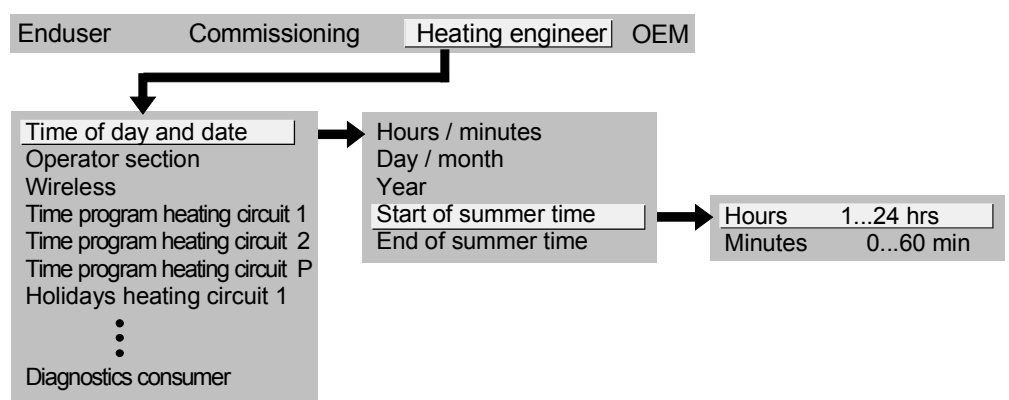 Enduser Commissioning Heating engineer OEM
Time of day and date
Operator section
Wireless
Time program heating circuit 1
Time program heating circuit 2
Time program heating circuit P
Holidays heating circuit 1
Diagnostics consumer
Hours / minutes
Day / month
Year
Start of summer time
End of summer time
Hours 1...24 hrs
Minutes 0...60 min